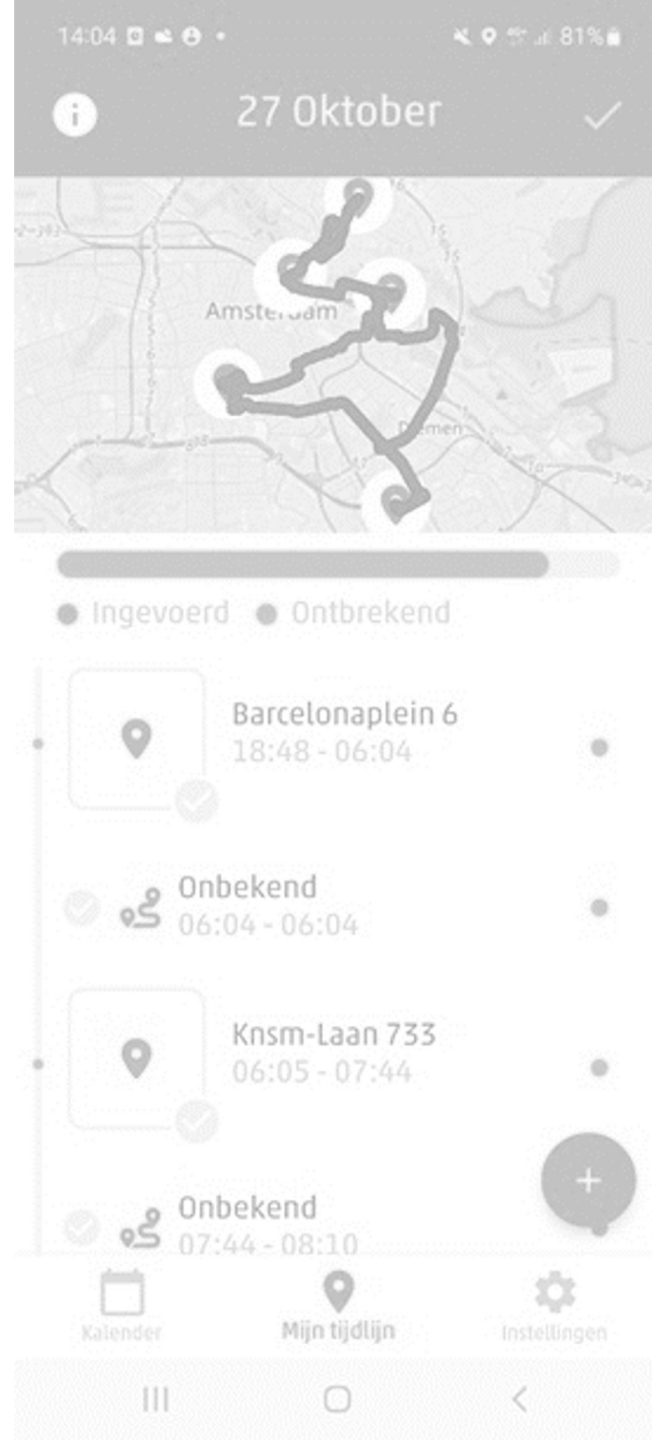 14:04
81%
27 Oktober
Amsterdam
Diemen
Ingevoerd
Ontbrekend
Barcelonaplein 6
18:48 - 06:04
Onbekend
06:04 - 06:04
Knsm-Laan 733
06:05 - 07:44
Onbekend
07:44 - 08:10
Kalender
Mijn tijdlijn
Instellingen